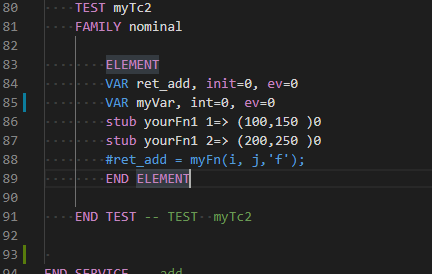 80 TEST myTc2
81 FAMILY nominal
82
83 ELEMENT
84 VAR ret_add, init=0, ev=0
85 VAR myVar, int=0, ev=0
86 stub yourFn1 1=> (100,150 )0
87 stub yourFn1 2=> (200,250 )0
88 #ret_add = myFn(i, j,'f');
89 END ELEMENT
90
91 END TEST -- TEST myTc2
92
93
94 END SERVICE add